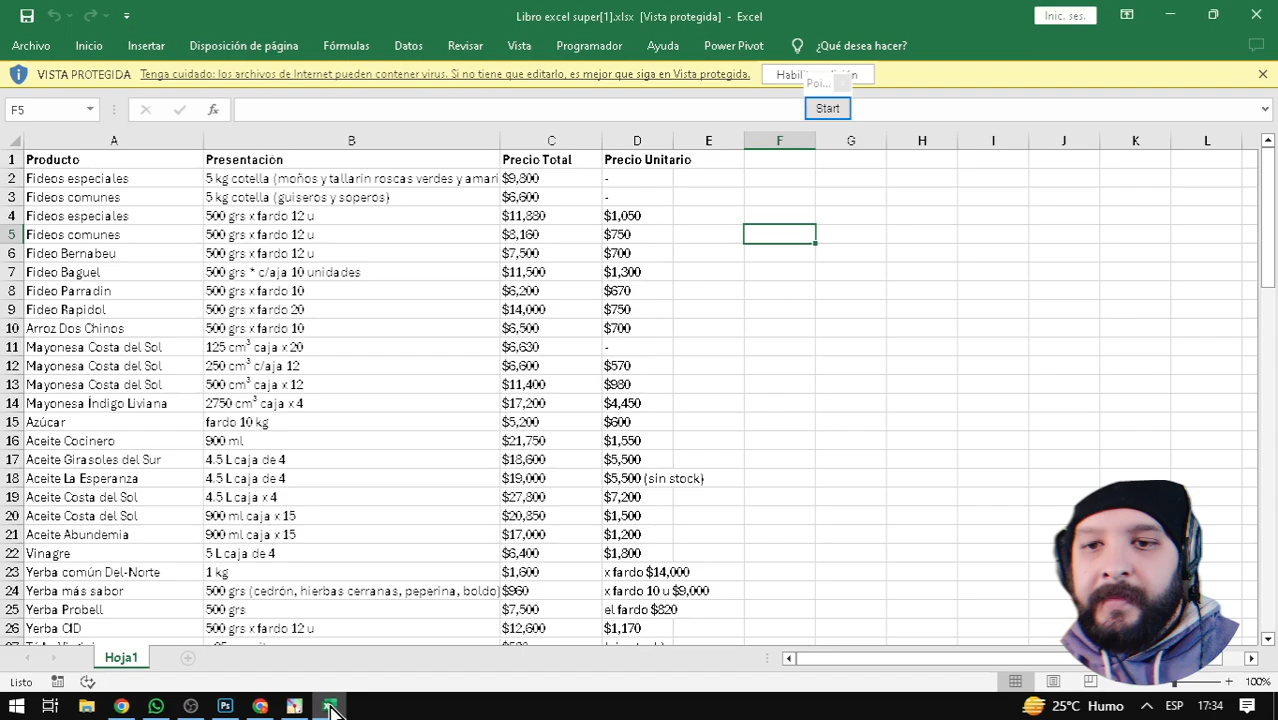 Libro excel super[1].xlsx [Vista protegida] - Excel
Inic. ses.
Archivo Inicio Insertar Disposición de página Fórmulas Datos Revisar Vista Programador Ayuda Power Pivot ¿Qué desea hacer?
VISTA PROTEGIDA Tenga cuidado: los archivos de Internet pueden contener virus. Si no tiene que editarlo, es mejor que siga en Vista protegida.
Poi...
F5 fx Start
A B C D E F G H I J K L
1 Producto Presentación Precio Total Precio Unitario
2 Fideos especiales 5 kg cotella (moños y tallarin roscas verdes y amari $9,800 -
3 Fideos comunes 5 kg cotella (guiseros y soperos) $6,600 -
4 Fideos especiales 500 grs x fardo 12 u $11,880 $1,050
5 Fideos comunes 500 grs x fardo 12 u $8,160 $750
6 Fideo Bernabeu 500 grs x fardo 12 u $7,500 $700
7 Fideo Baguel 500 grs * c/aja 10 unidades $11,500 $1,300
8 Fideo Parradin 500 grs x fardo 10 $6,200 $670
9 Fideo Rapidol 500 grs x fardo 20 $14,000 $750
10 Arroz Dos Chinos 500 grs x fardo 10 $6,500 $700
11 Mayonesa Costa del Sol 125 cm³ caja x 20 $6,630 -
12 Mayonesa Costa del Sol 250 cm³ c/aja 12 $6,600 $570
13 Mayonesa Costa del Sol 500 cm³ caja x 12 $11,400 $980
14 Mayonesa Índigo Liviana 2750 cm³ caja x 4 $17,200 $4,450
15 Azúcar fardo 10 kg $5,200 $600
16 Aceite Cocinero 900 ml $21,750 $1,550
17 Aceite Girasoles del Sur 4.5 L caja de 4 $18,600 $5,500
18 Aceite La Esperanza 4.5 L caja de 4 $19,000 $5,500 (sin stock)
19 Aceite Costa del Sol 4.5 L caja x 4 $27,800 $7,200
20 Aceite Costa del Sol 900 ml caja x 15 $20,850 $1,500
21 Aceite Abundemia 900 ml caja x 15 $17,000 $1,200
22 Vinagre 5 L caja de 4 $6,400 $1,800
23 Yerba común Del-Norte 1 kg $1,600 x fardo $14,000
24 Yerba más sabor 500 grs (cedrón, hierbas cerranas, peperina, boldo) $960 x fardo 10 u $9,000
25 Yerba Probell 500 grs $7,500 el fardo $820
26 Yerba CID 500 grs x fardo 12 u $12,600 $1,170
Hoja1
Listo 100%
25°C Humo ESP 17:34